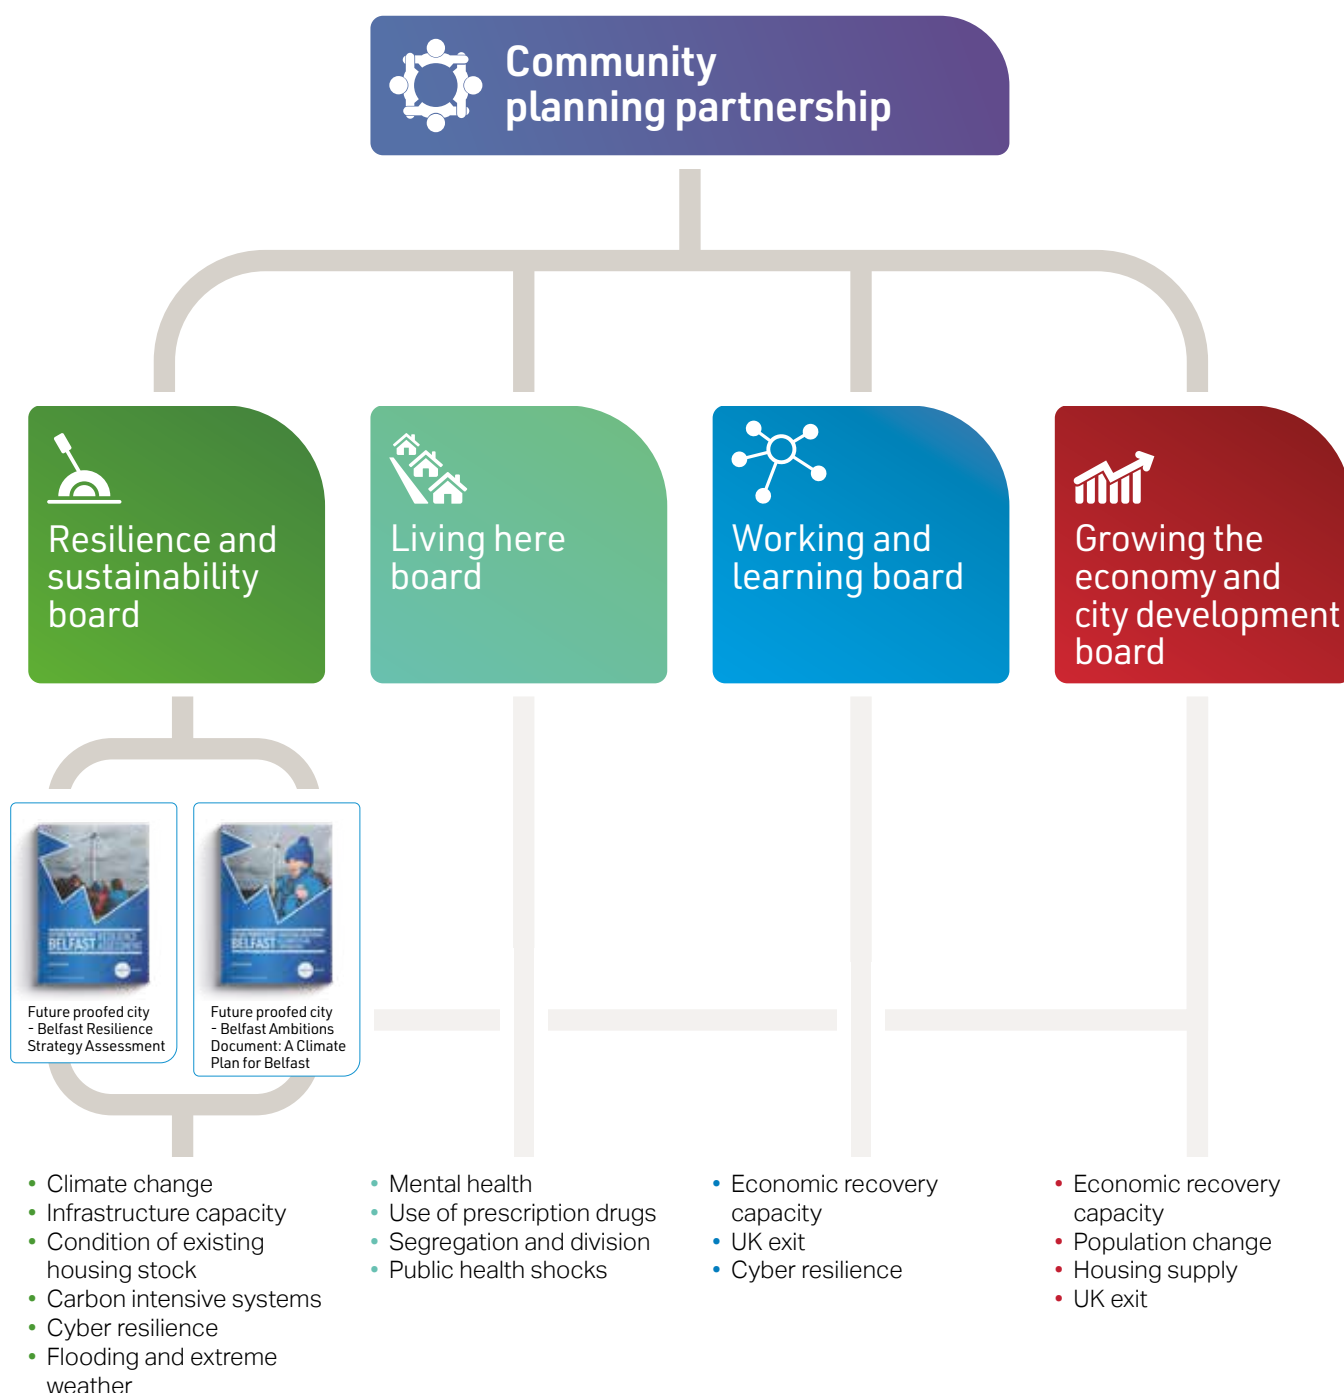 Community
planning partnership
Resilience and
sustainability
board
Living here
board
Working and
learning board
Growing the
economy and
city development
board
BELFAST
BELFAST
Future proofed city
- Belfast Resilience
Strategy Assessment
Future proofed city
- Belfast Ambitions
Document: A Climate
Plan for Belfast
• Climate change
• Infrastructure capacity
• Condition of existing
housing stock
• Carbon intensive systems
• Cyber resilience
• Flooding and extreme
weather
• Mental health
• Use of prescription drugs
• Segregation and division
• Public health shocks
• Economic recovery
capacity
• UK exit
• Cyber resilience
• Economic recovery
capacity
• Population change
• Housing supply
• UK exit